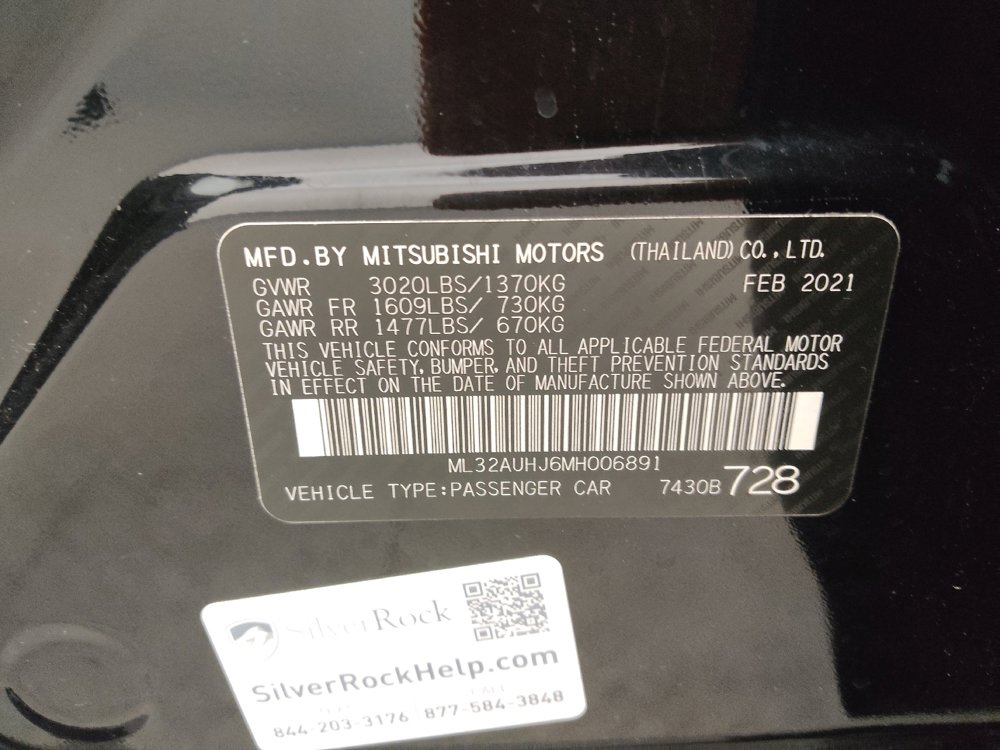 MFD.BY MITSUBISHI MOTORS (THAILAND) CO., LTD.
GVWR 3020LBS/1370KG FEB 2021
GAWR FR 1609LBS/ 730KG
GAWR RR 1477LBS/ 670KG
THIS VEHICLE CONFORMS TO ALL APPLICABLE FEDERAL MOTOR
VEHICLE SAFETY, BUMPER, AND THEFT PREVENTION STANDARDS
IN EFFECT ON THE DATE OF MANUFACTURE SHOWN ABOVE.
ML32AUHJ6MH006891
VEHICLE TYPE:PASSENGER CAR 7430B 728
SilverRock
SilverRockHelp.com
844-203-3176 877-584-3848